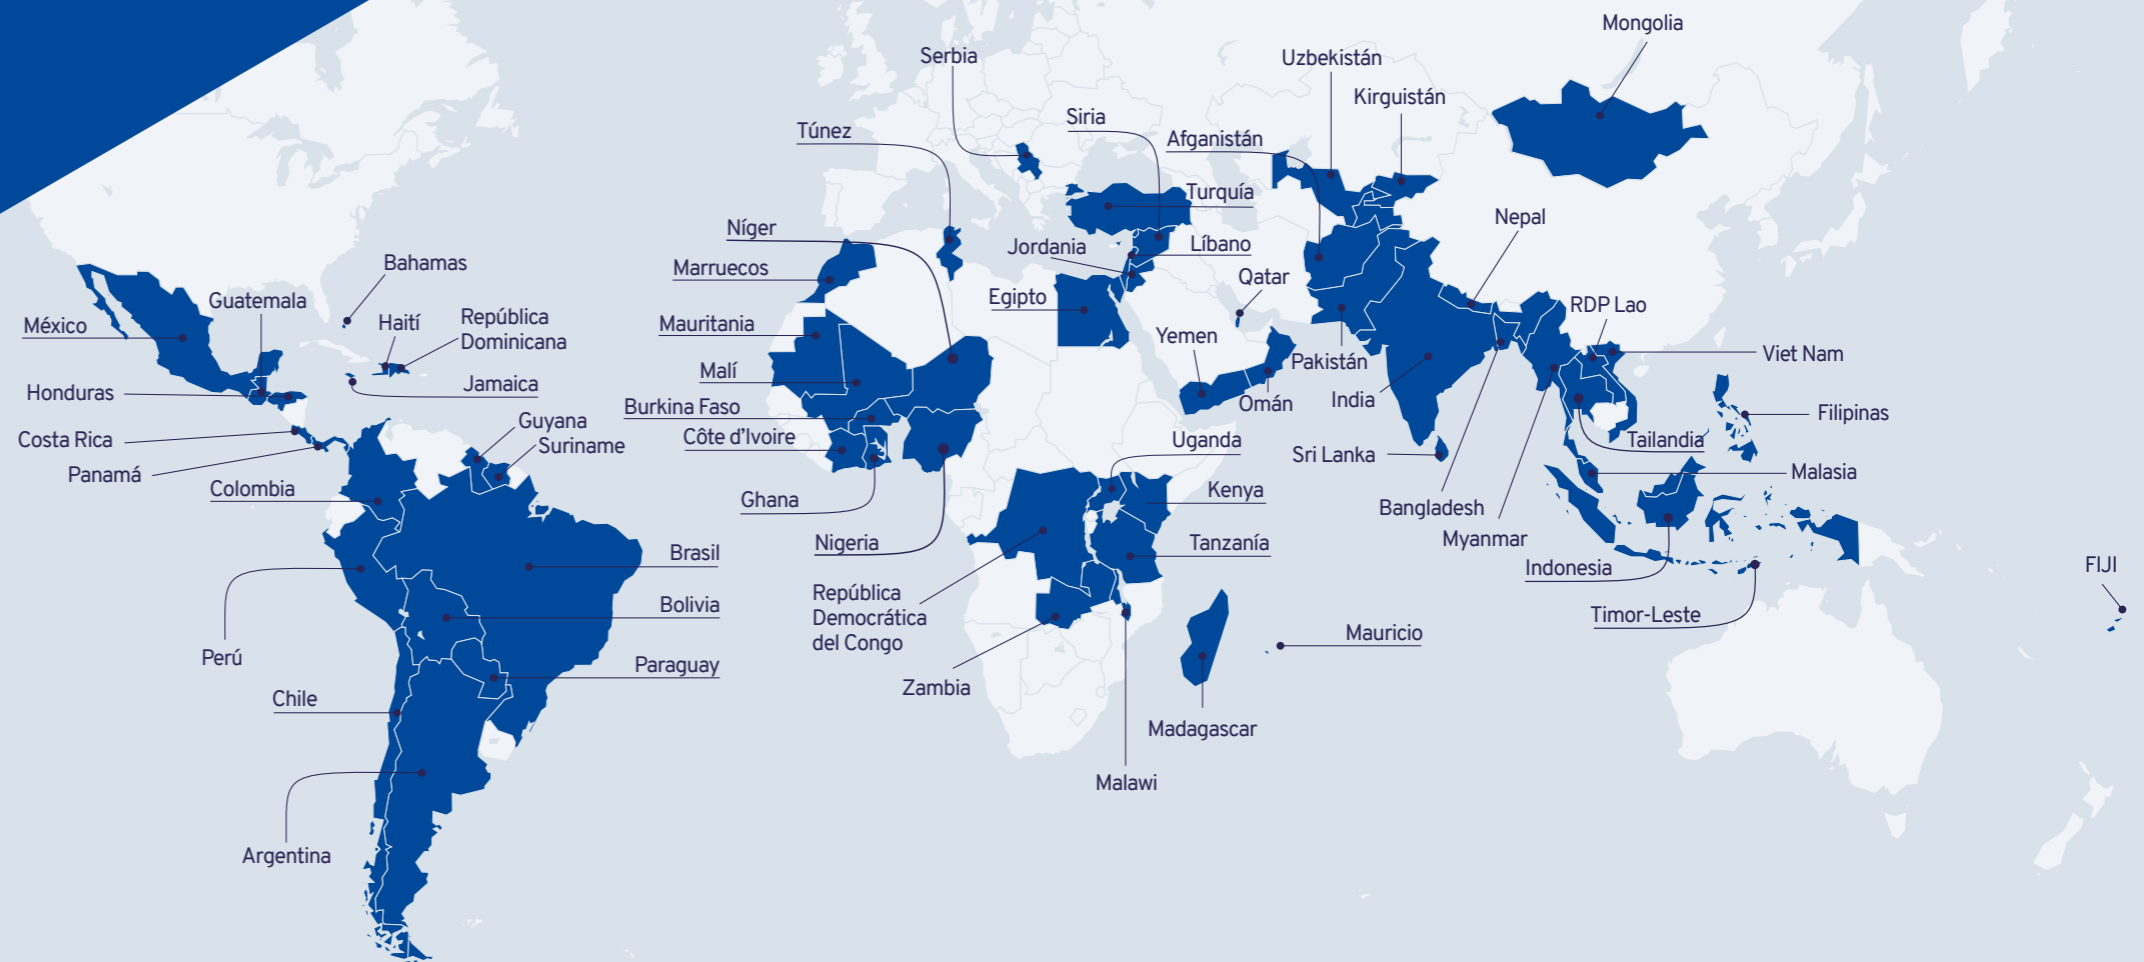 Mongolia
Serbia
Uzbekistán
Kirguistán
Siria
Túnez
Afganistán
Turquía
Nepal
Níger
Jordania
Líbano
Bahamas
Marruecos
Qatar
Guatemala
Egipto
RDP Lao
México
Haití
República
Dominicana
Mauritania
Yemen
Pakistán
Viet Nam
Malí
Jamaica
Honduras
Burkina Faso
Omán
India
Filipinas
Guyana
Costa Rica
Côte d’Ivoire
Suriname
Uganda
Tailandia
Sri Lanka
Panamá
Malasia
Colombia
Ghana
Kenya
Bangladesh
Nigeria
Tanzanía
Myanmar
Brasil
Indonesia
FIJI
República
Democrática
del Congo
Bolivia
Timor-Leste
Mauricio
Perú
Paraguay
Zambia
Chile
Madagascar
Malawi
Argentina